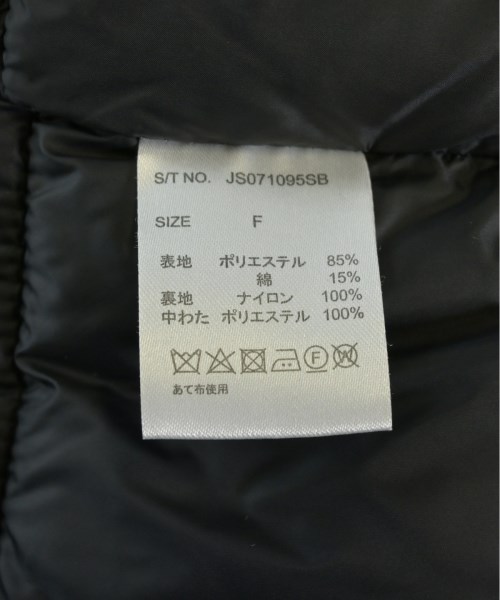 S/T NO. JS071095SB
SIZE F
表地 ポリエステル 85%
綿 15%
裏地 ナイロン 100%
中わた ポリエステル 100%
F W
あて布使用